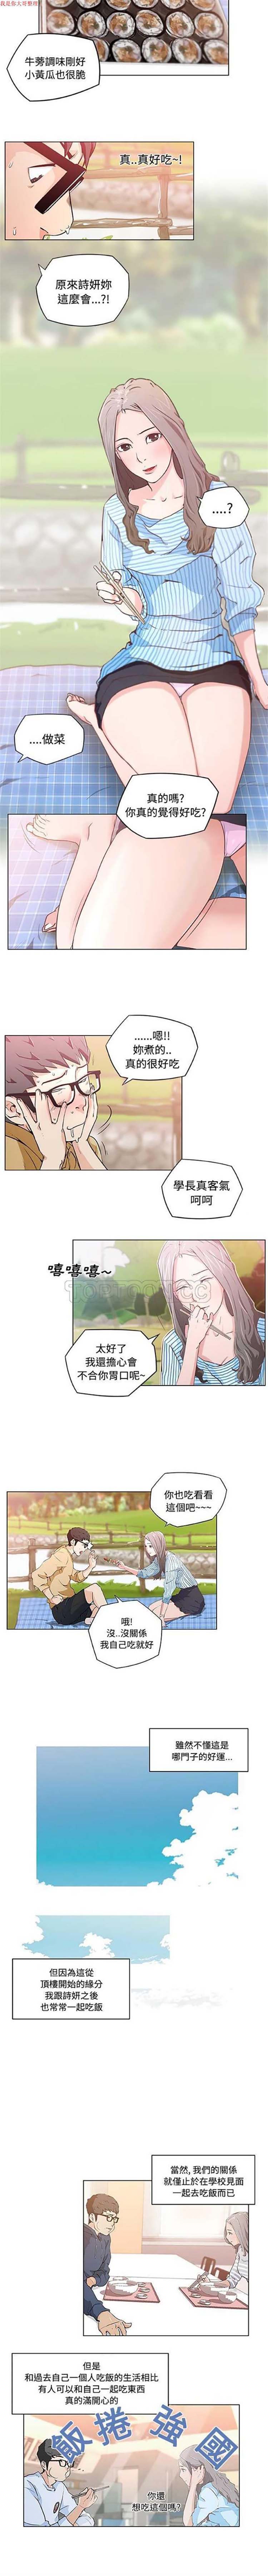 我是你大哥整理
牛蒡調味剛好
小黃瓜也很脆
真..真好吃~!
原來詩妍妳
這麼會...?!
....?
....做菜
真的嗎?
你真的覺得好吃?
......嗯!!
妳煮的..
真的很好吃
學長真客氣
呵呵
嘻嘻嘻~
太好了
我還擔心會
不合你胃口呢~
你也吃看看
這個吧~~~
哦!
沒..沒關係
我自己吃就好
雖然不懂這是
哪門子的好運...
但因為這從
頂樓開始的緣分
我跟詩妍之後
也常常一起吃飯
當然, 我們的關係
就僅止於在學校見面
一起去吃飯而已
但是
和過去自己一個人吃飯的生活相比
有人可以和自己一起吃東西
真的滿開心的
飯捲強國
你還
想吃這個嗎?